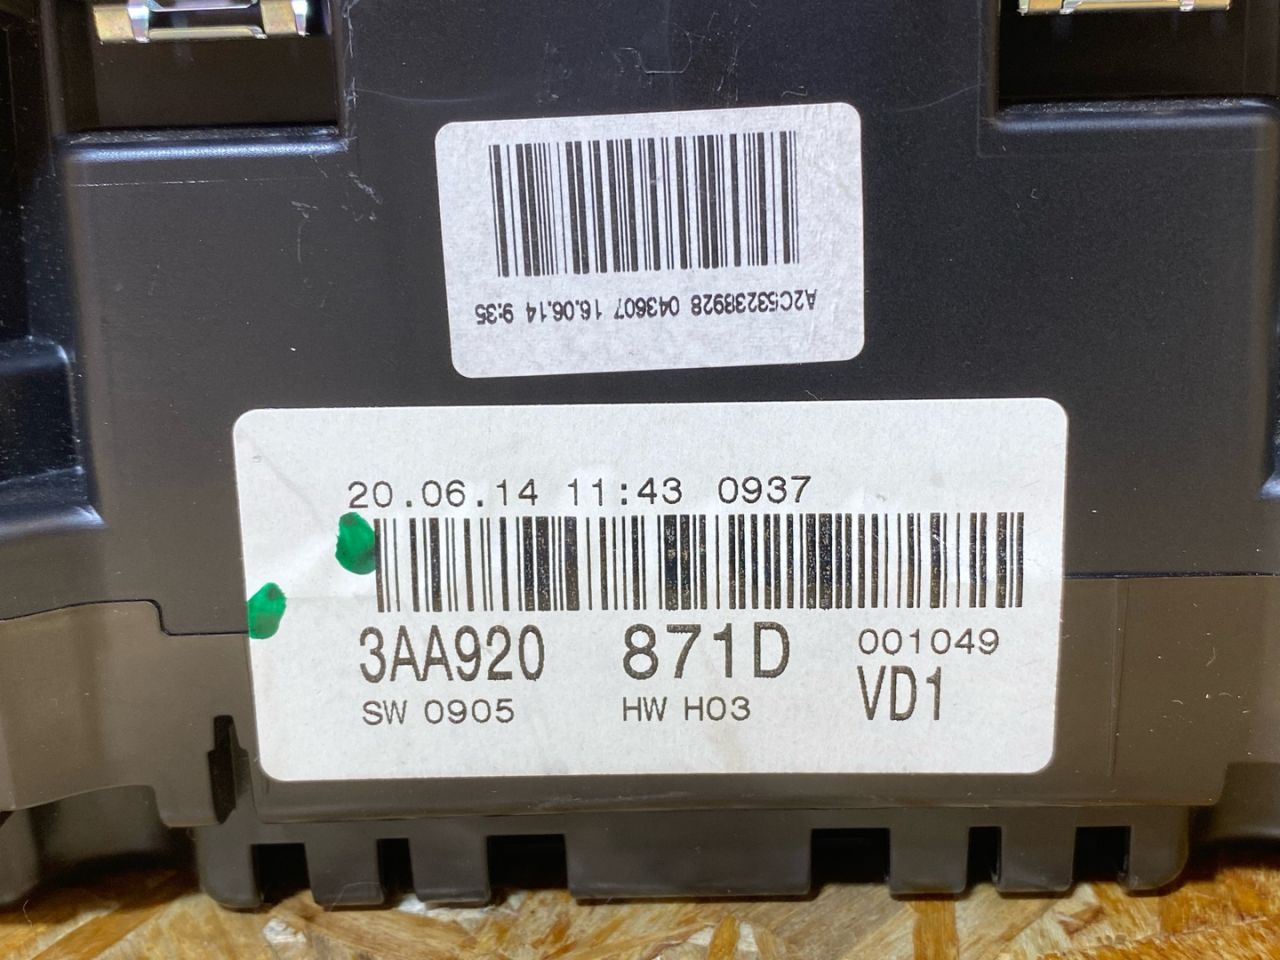 A2C53238928 043607 16.06.14 9:35
20.06.14 11:43 0937
3AA920 871D 001049
SW 0905 HW H03 VD1